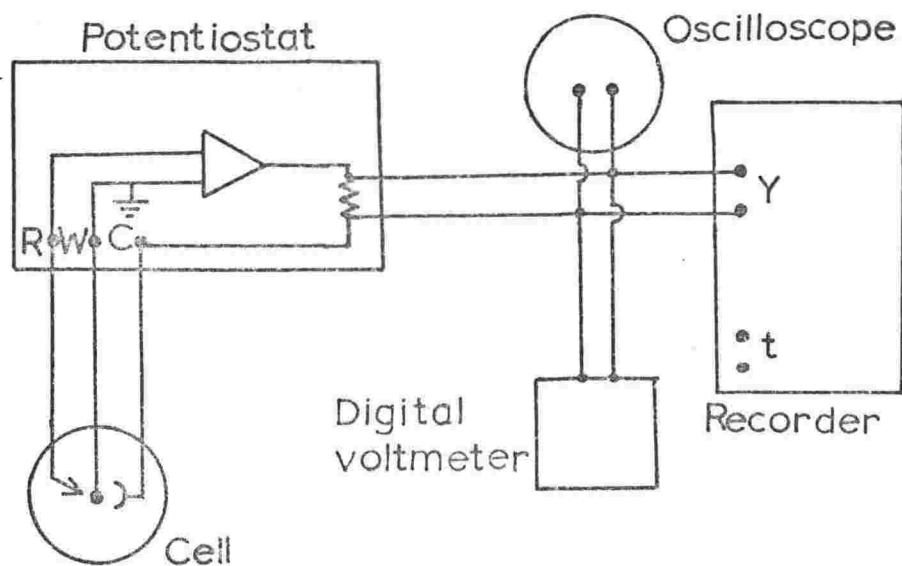 Potentiostat
Oscilloscope
Y
R W C
t
Digital
voltmeter
Recorder
Cell